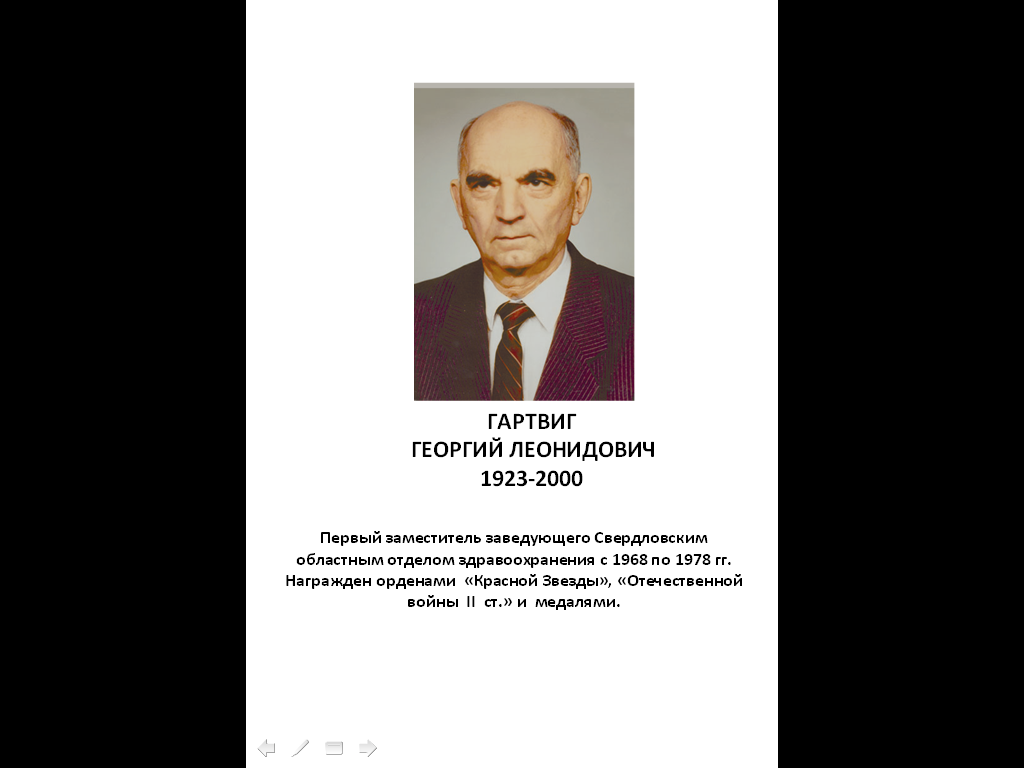 ГАРТВИГ
ГЕОРГИЙ ЛЕОНИДОВИЧ
1923-2000
Первый заместитель заведующего Свердловским
областным отделом здравоохранения с 1968 по 1978 гг.
Награжден орденами «Красной Звезды», «Отечественной
войны II ст.» и медалями.